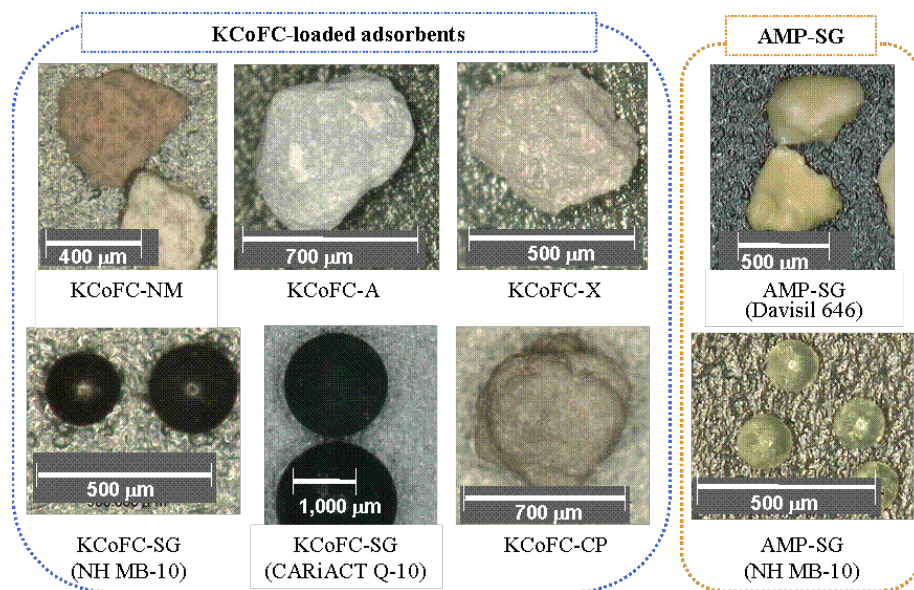 KCoFC-loaded adsorbents
AMP-SG
400 µm
700 µm
500 µm
500 µm
KCoFC-NM
KCoFC-A
KCoFC-X
AMP-SG
(Davisil 646)
500 µm
1,000 µm
700 µm
500 µm
KCoFC-SG
(NH MB-10)
KCoFC-SG
(CARiACT Q-10)
KCoFC-CP
AMP-SG
(NH MB-10)